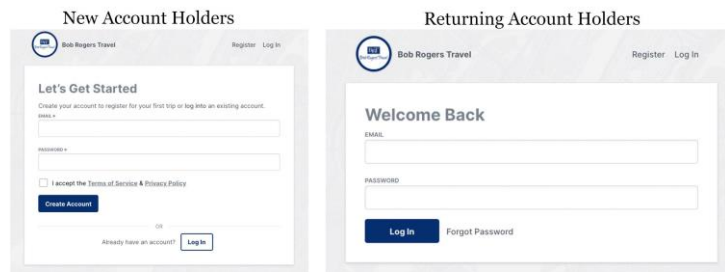 New Account Holders
Bob Rogers Travel
Register Log In
Let's Get Started
Create your account to register for your first trip or log into an existing account.
EMAIL *
PASSWORD *
I accept the Terms of Service & Privacy Policy
Create Account
OR
Already have an account? Log In
Returning Account Holders
Bob Rogers Travel
Register Log In
Welcome Back
EMAIL
PASSWORD
Log In Forgot Password